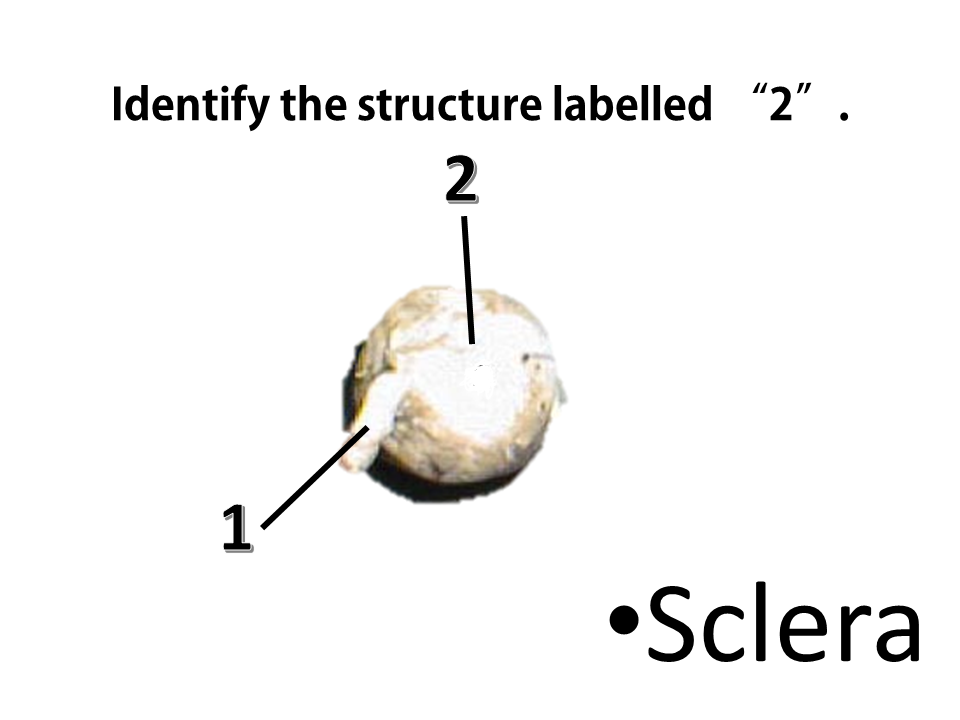 Identify the structure labelled “2”.
2
1
•Sclera